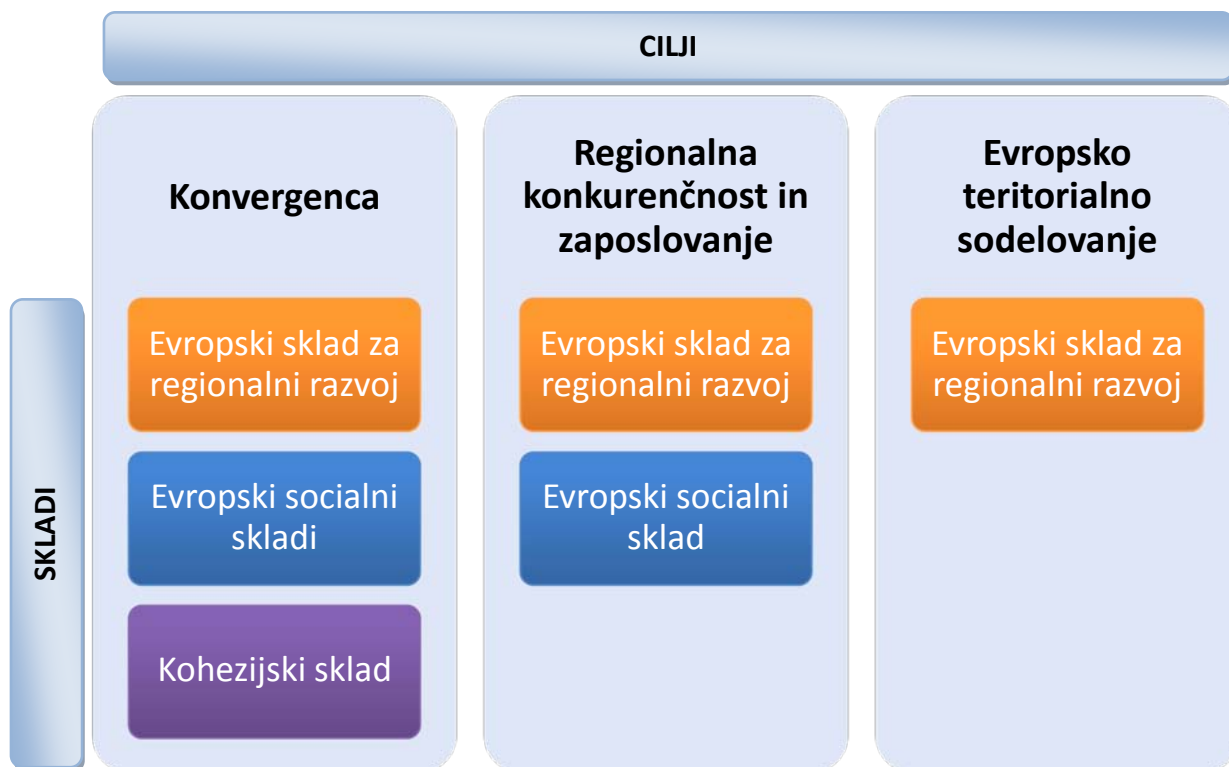 CILJI
Konvergenca
Regionalna
konkurenčnost in
zaposlovanje
Evropsko
teritorialno
sodelovanje
SKLADI
Evropski sklad za
regionalni razvoj
Evropski sklad za
regionalni razvoj
Evropski sklad za
regionalni razvoj
Evropski socialni
skladi
Evropski socialni
sklad
Kohezijski sklad